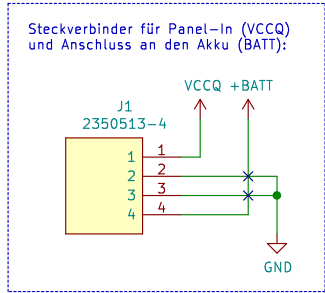 Steckverbinder für Panel-In (VCCQ)
und Anschluss an den Akku (BATT):
VCCQ +BATT
J1
2350513-4
1 1
2 2
3 3
4 4
GND